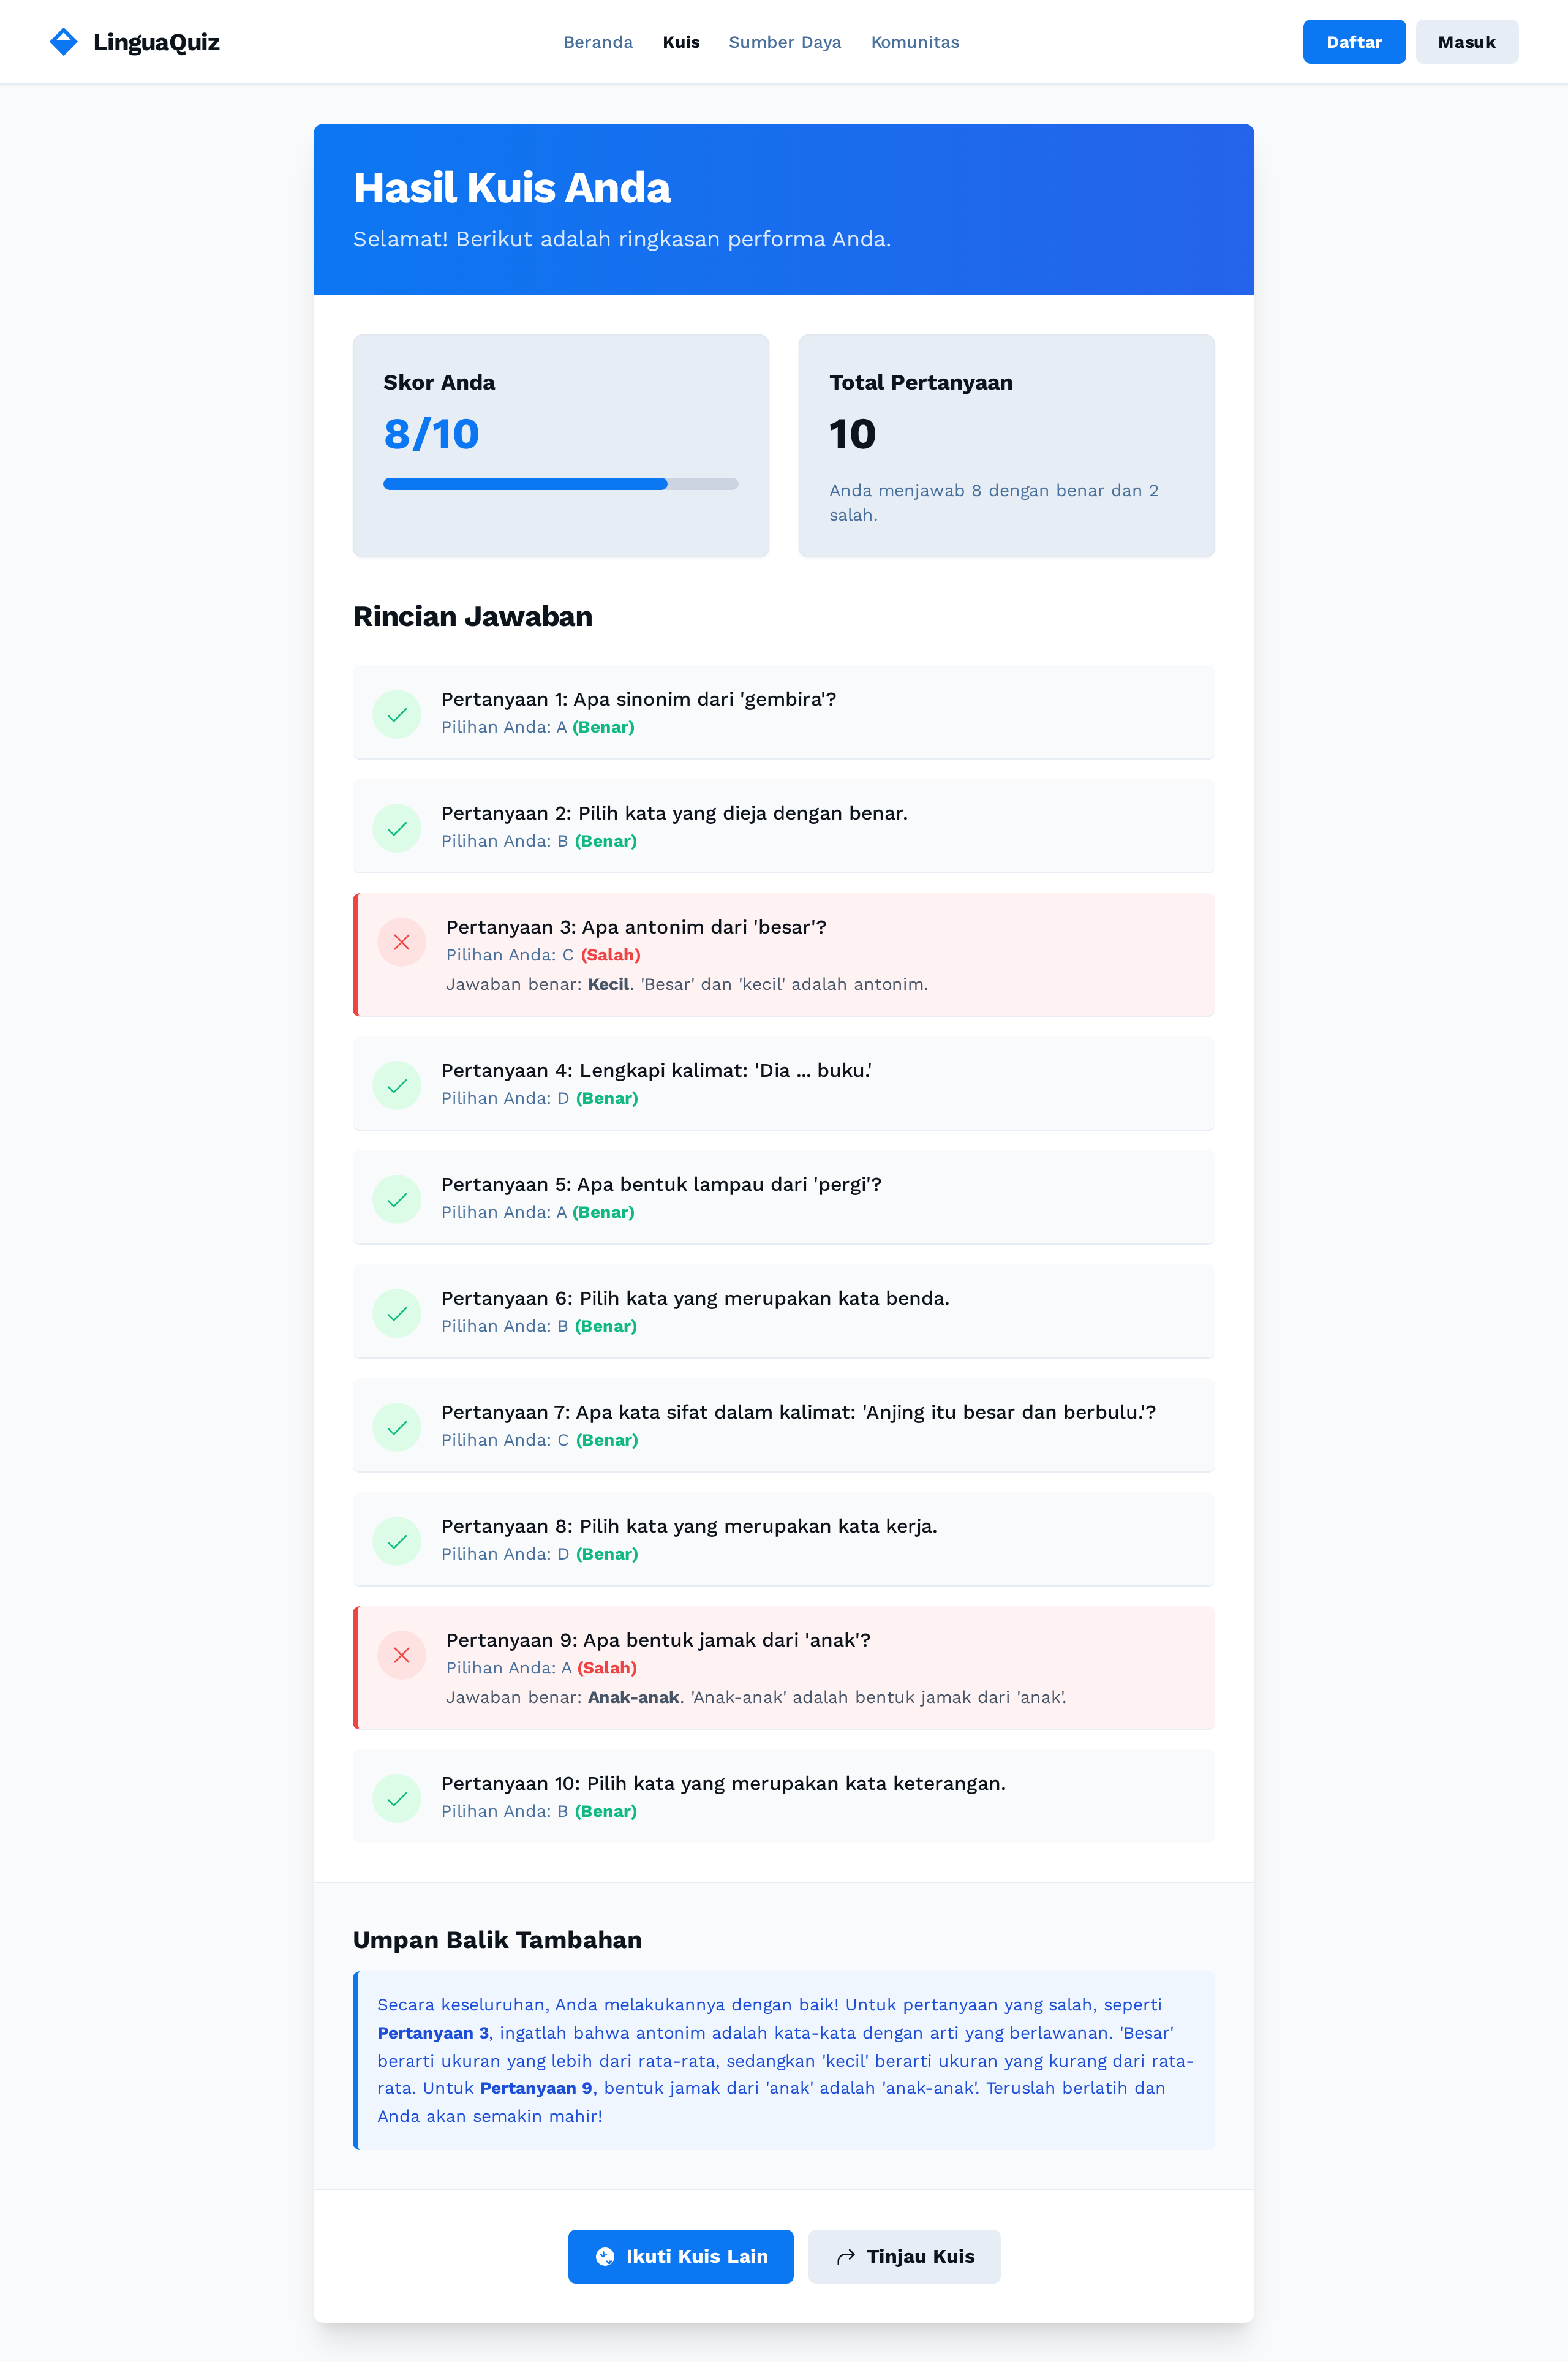 LinguaQuiz
Beranda
Kuis
Sumber Daya
Komunitas
Daftar
Masuk
Hasil Kuis Anda
Selamat! Berikut adalah ringkasan performa Anda.
Skor Anda
8/10
Total Pertanyaan
10
Anda menjawab 8 dengan benar dan 2
salah.
Rincian Jawaban
Pertanyaan 1: Apa sinonim dari 'gembira'?
Pilihan Anda: A (Benar)
Pertanyaan 2: Pilih kata yang dieja dengan benar.
Pilihan Anda: B (Benar)
Pertanyaan 3: Apa antonim dari 'besar'?
Pilihan Anda: C (Salah)
Jawaban benar: Kecil. 'Besar' dan 'kecil' adalah antonim.
Pertanyaan 4: Lengkapi kalimat: 'Dia ... buku.'
Pilihan Anda: D (Benar)
Pertanyaan 5: Apa bentuk lampau dari 'pergi'?
Pilihan Anda: A (Benar)
Pertanyaan 6: Pilih kata yang merupakan kata benda.
Pilihan Anda: B (Benar)
Pertanyaan 7: Apa kata sifat dalam kalimat: 'Anjing itu besar dan berbulu.'?
Pilihan Anda: C (Benar)
Pertanyaan 8: Pilih kata yang merupakan kata kerja.
Pilihan Anda: D (Benar)
Pertanyaan 9: Apa bentuk jamak dari 'anak'?
Pilihan Anda: A (Salah)
Jawaban benar: Anak-anak. 'Anak-anak' adalah bentuk jamak dari 'anak'.
Pertanyaan 10: Pilih kata yang merupakan kata keterangan.
Pilihan Anda: B (Benar)
Umpan Balik Tambahan
Secara keseluruhan, Anda melakukannya dengan baik! Untuk pertanyaan yang salah, seperti
Pertanyaan 3, ingatlah bahwa antonim adalah kata-kata dengan arti yang berlawanan. 'Besar'
berarti ukuran yang lebih dari rata-rata, sedangkan 'kecil' berarti ukuran yang kurang dari rata-
rata. Untuk Pertanyaan 9, bentuk jamak dari 'anak' adalah 'anak-anak'. Teruslah berlatih dan
Anda akan semakin mahir!
Ikuti Kuis Lain
Tinjau Kuis